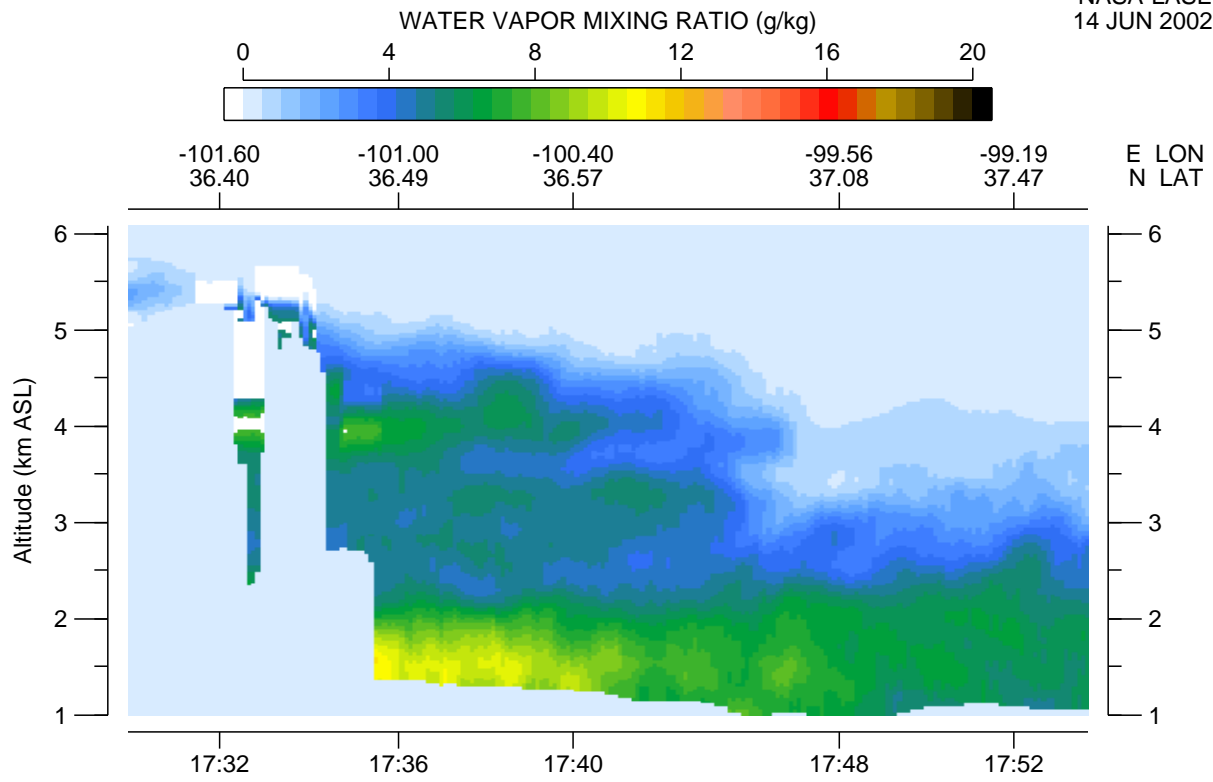 NASA LASE
WATER VAPOR MIXING RATIO (g/kg)
14 JUN 2002
0 4 8 12 16 20
-101.60 -101.00 -100.40 -99.56 -99.19 E LON
36.40 36.49 36.57 37.08 37.47 N LAT
6 6
5 5
4 4
Altitude (km ASL)
3 3
2 2
1 1
17:32 17:36 17:40 17:48 17:52